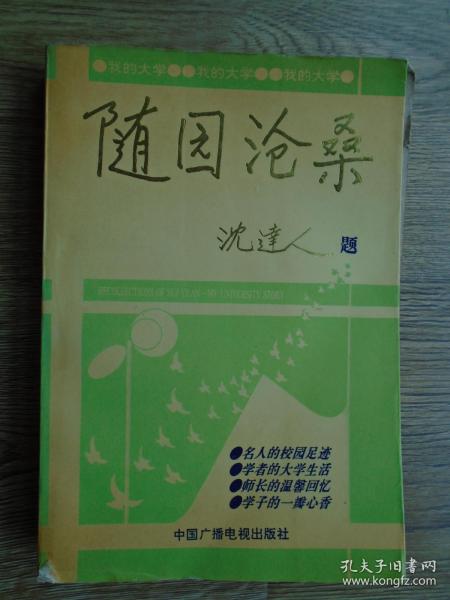 ●我的大学●●我的大学●●我的大学●
随园沧桑
沈達人 题
RECOLLECTIONS OF SUI YUAN-MY UNIVERSITY STORY
●名人的校园足迹
●学者的大学生活
●师长的温馨回忆
●学子的一瓣心香
中国广播电视出版社
孔夫子旧书网
www.kongfz.com